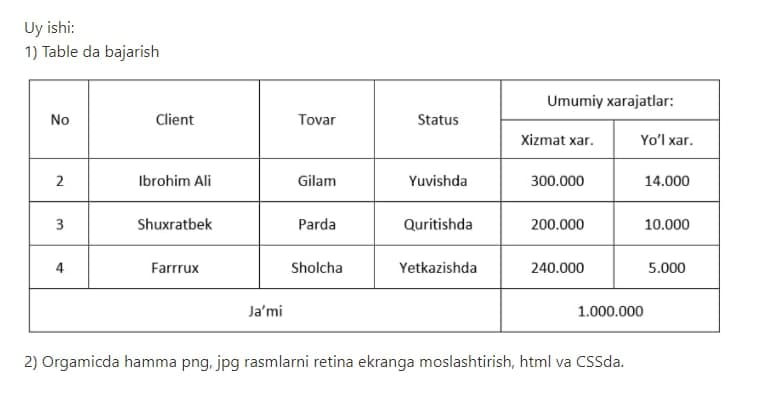 Uy ishi:
1) Table da bajarish
Umumiy xarajatlar:
No Client Tovar Status
Xizmat xar. Yo'l xar.
2 Ibrohim Ali Gilam Yuvishda 300.000 14.000
3 Shuxratbek Parda Quritishda 200.000 10.000
4 Farrrux Sholcha Yetkazishda 240.000 5.000
Ja’mi 1.000.000
2) Orgamicda hamma png, jpg rasmlarni retina ekranga moslashtirish, html va CSSda.